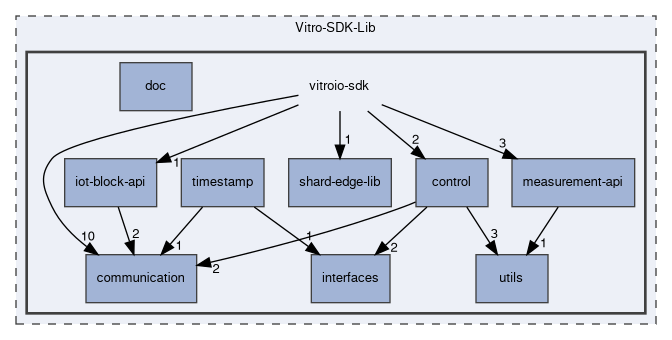 Vitro-SDK-Lib
doc
vitroio-sdk
1
2
3
1
iot-block-api
timestamp
shard-edge-lib
control
measurement-api
10
2
1
1
2
3
1
2
communication
interfaces
utils